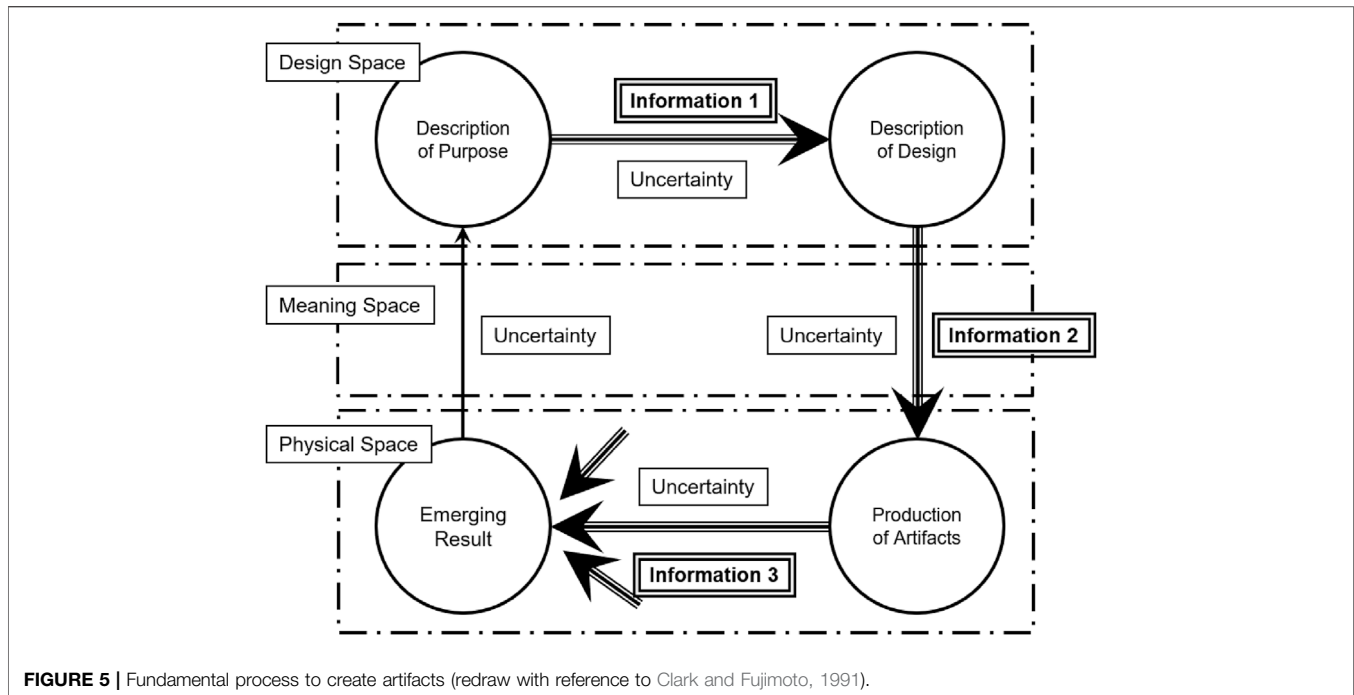 Design Space
Information 1
Description
of Purpose
Description
of Design
Uncertainty
Meaning Space
Uncertainty
Uncertainty
Information 2
Physical Space
Uncertainty
Emerging
Result
Production
of Artifacts
Information 3
FIGURE 5 | Fundamental process to create artifacts (redraw with reference to Clark and Fujimoto, 1991).